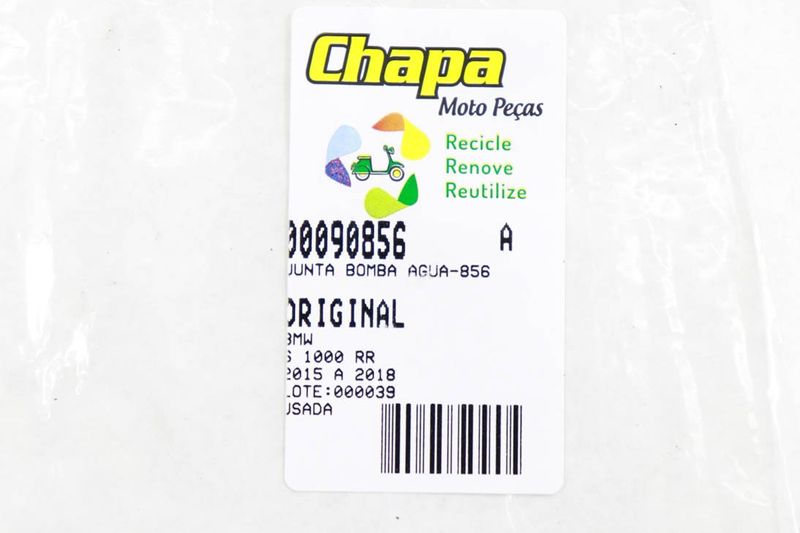 Chapa
Moto Peças
Recicle
Renove
Reutilize
00090856 A
JUNTA BOMBA AGUA-856
ORIGINAL
BMW
S 1000 RR
2015 A 2018
LOTE:000039
USADA